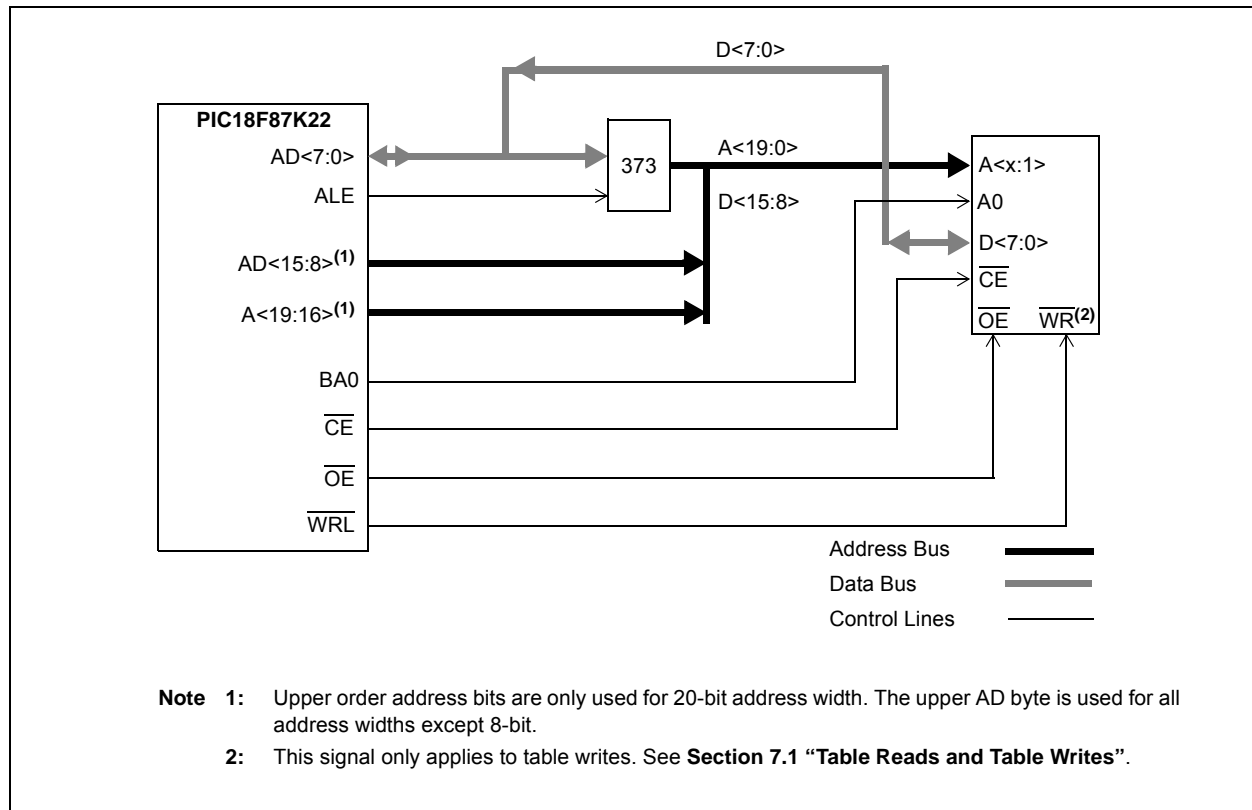 D<7:0>
PIC18F87K22
AD<7:0>
373
A<19:0>
A<x:1>
ALE
D<15:8>
A0
D<7:0>
AD<15:8>(1)
CE
A<19:16>(1)
OE
WR(2)
BA0
CE
OE
WRL
Address Bus
Data Bus
Control Lines
Note 1: Upper order address bits are only used for 20-bit address width. The upper AD byte is used for all
address widths except 8-bit.
2: This signal only applies to table writes. See Section 7.1 “Table Reads and Table Writes”.